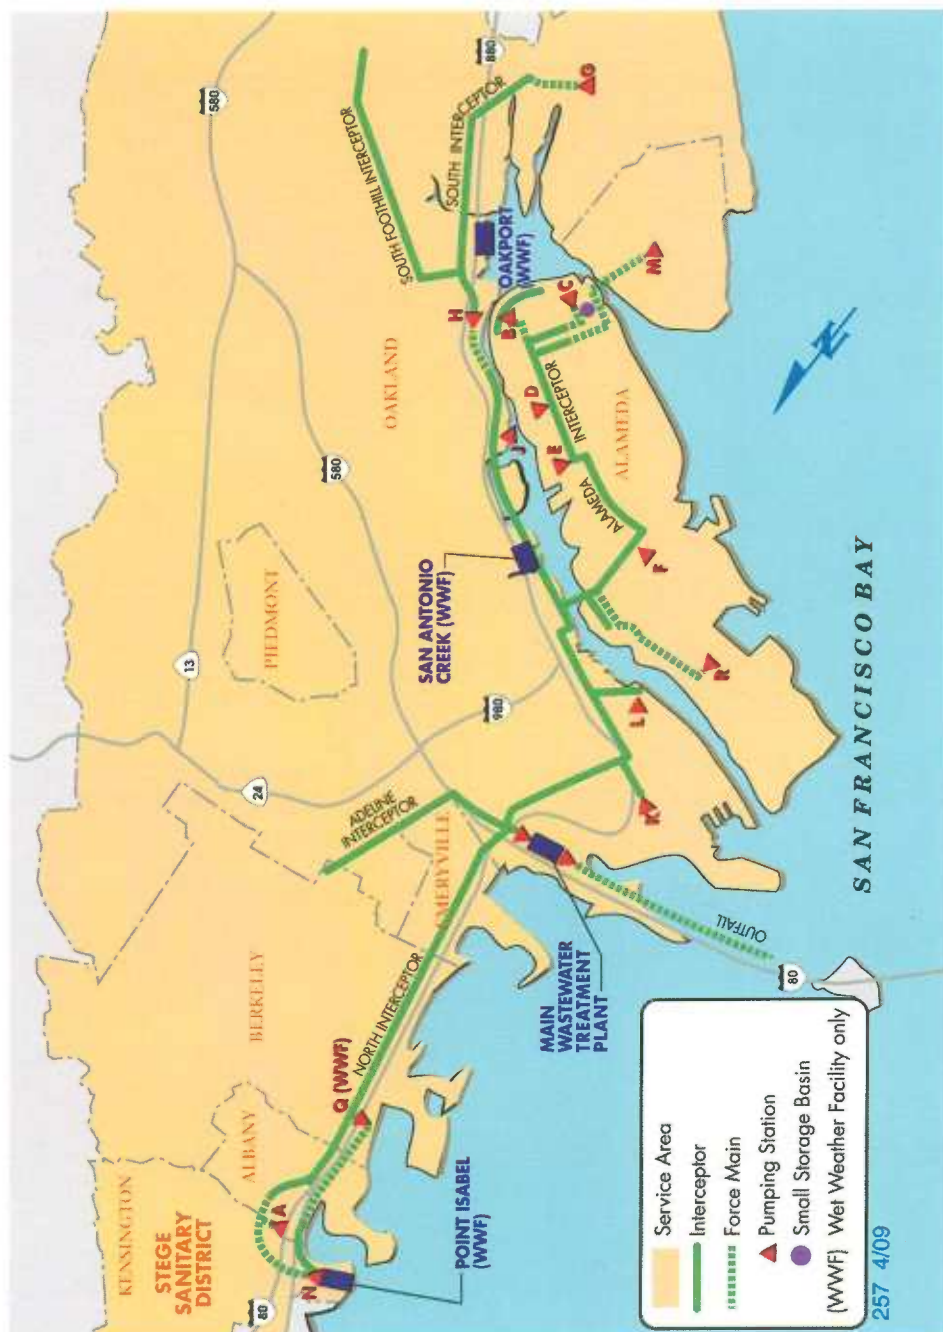 KENSINGTON
STEGE
SANITARY
DISTRICT
80
ALBANY
A
N
POINT ISABEL
(WWF)
Q (WWF)
BERKELEY
NORTH INTERCEPTOR
ADELINE
INTERCEPTOR
EMERYVILLE
MAIN
WASTEWATER
TREATMENT
PLANT
OUTFALL
80
24
13
980
PIEDMONT
580
580
OAKLAND
SAN ANTONIO
CREEK (WWF)
K
L
R
F
E
D
J
H
B
C
M
G
ALAMEDA
INTERCEPTOR
ALAMEDA
SOUTH FOOTHILL INTERCEPTOR
SOUTH INTERCEPTOR
880
OAKPORT
(WWF)
N
SAN FRANCISCO BAY
Service Area
Interceptor
Force Main
Pumping Station
Small Storage Basin
(WWF) Wet Weather Facility only
257 4/09